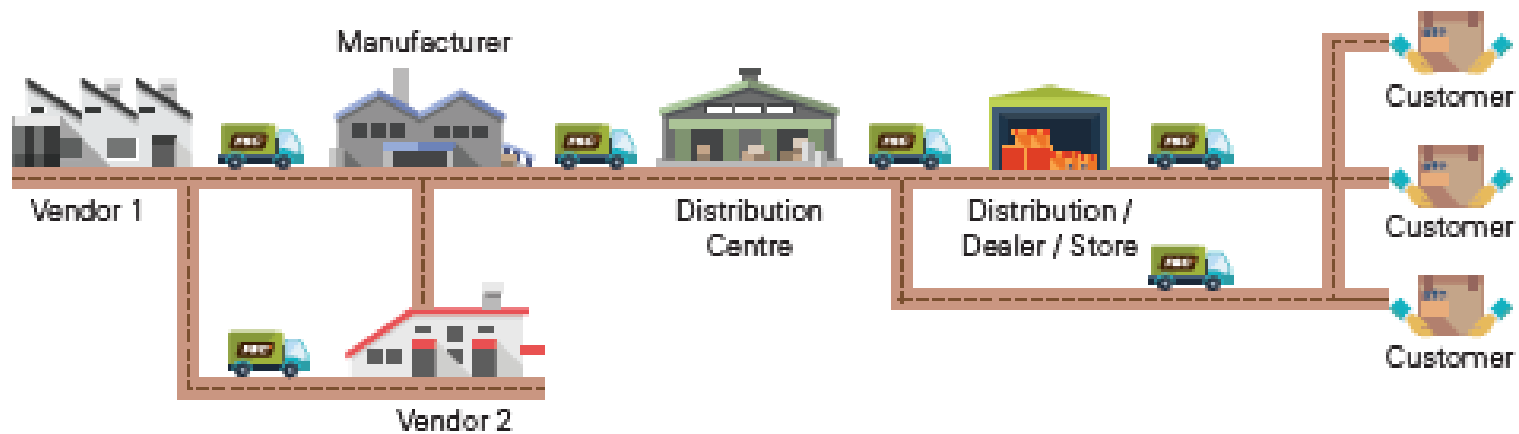 Manufacturer
Customer
Vendor 1
Distribution
Centre
Distribution /
Dealer / Store
Customer
Customer
Vendor 2